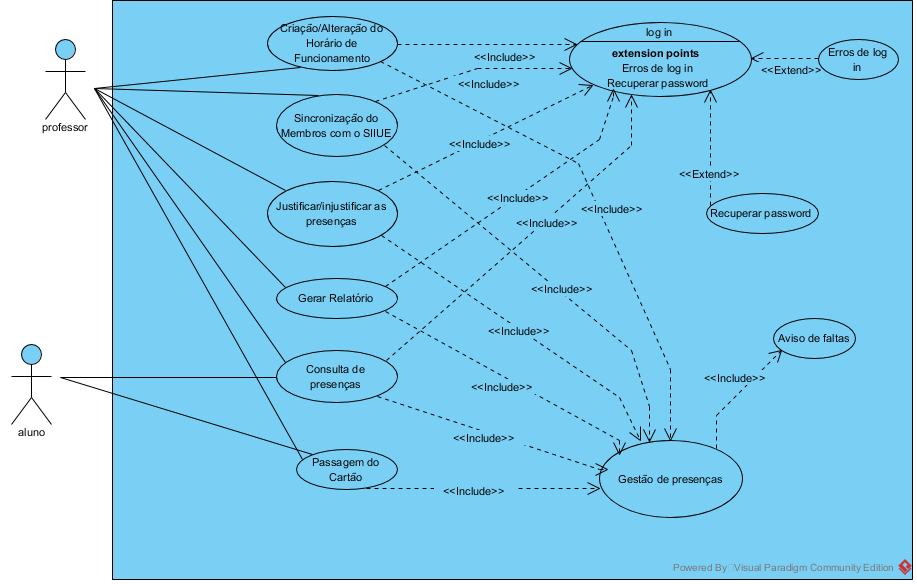 Criação/Alteração do
Horário de
Funcionamento
log in
extension points
Erros de log in
Recuperar password
Erros de log
in
<<Include>>
<<Extend>>
<<Include>>
professor
Sincronização do
Membros com o SIIUE
<<Include>>
<<Extend>>
Justificar/injustificar as
presenças
<<Include>>
<<Include>>
Recuperar password
<<Include>>
Gerar Relatório
<<Include>>
<<Include>>
Aviso de faltas
aluno
Consulta de
presenças
<<Include>>
<<Include>>
<<Include>>
Passagem do
Cartão
Gestão de presenças
<<Include>>
Powered By Visual Paradigm Community Edition